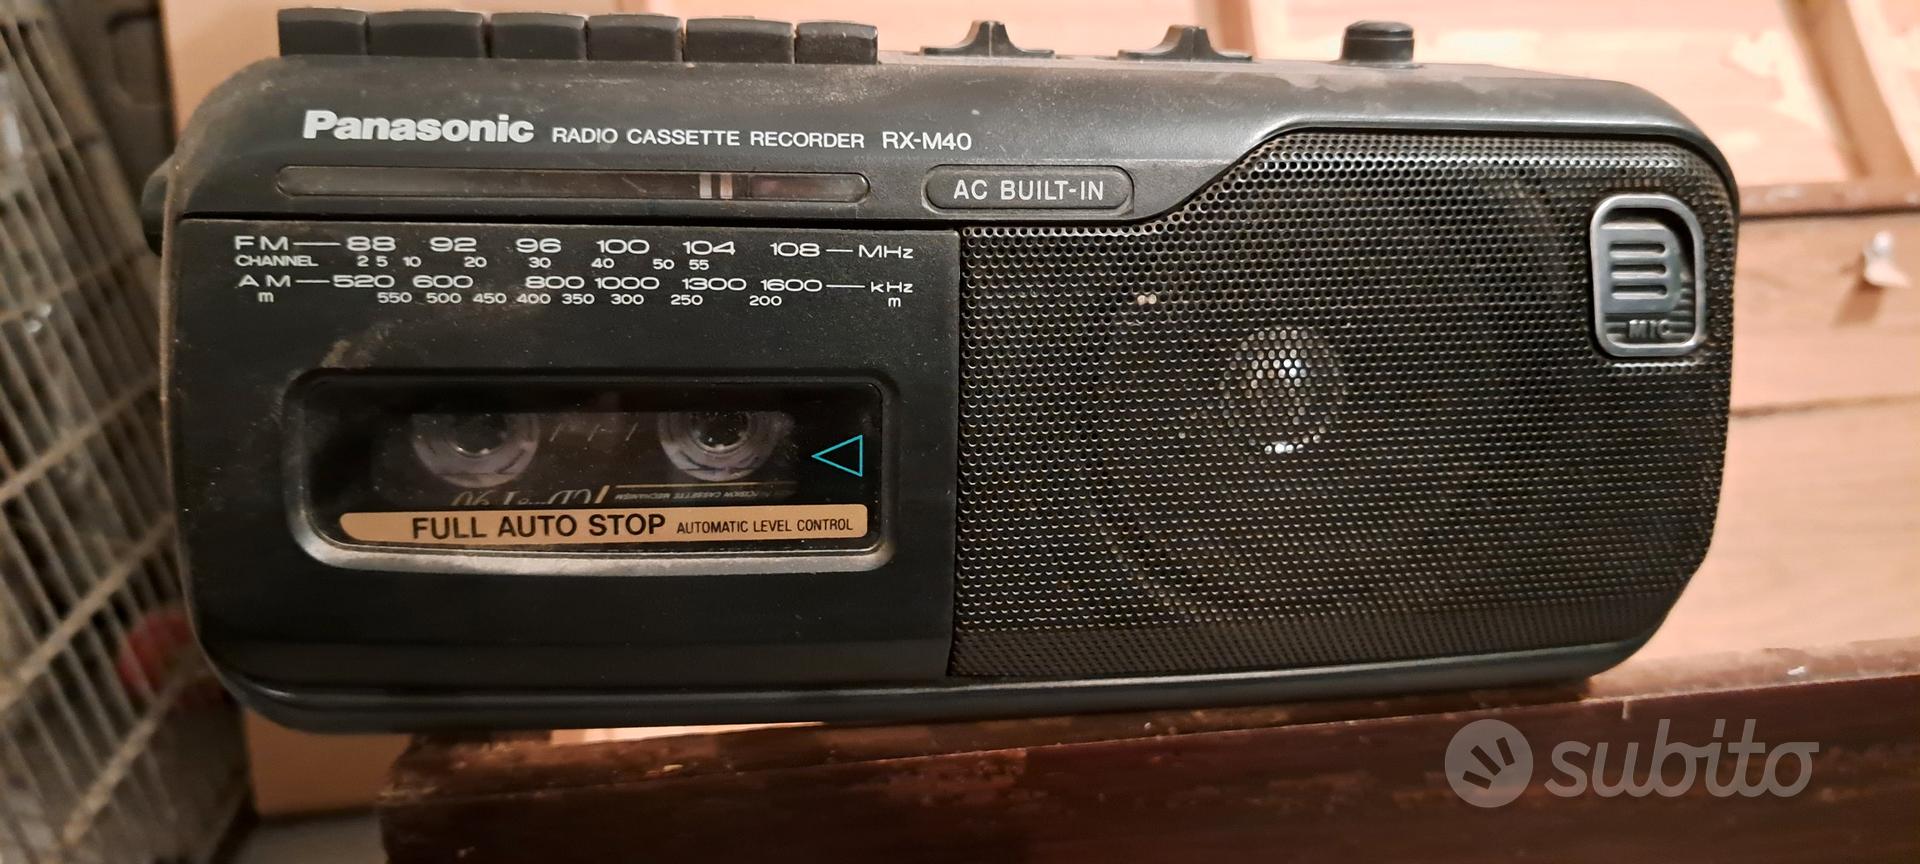 Panasonic RADIO CASSETTE RECORDER RX-M40
AC BUILT-IN
FM 88 92 96 100 104 108 MHz
CHANNEL 2 5 10 20 30 40 50 55
AM 520 600 800 1000 1300 1600 kHz
m 550 500 450 400 350 300 250 200 m
MIC
FULL AUTO STOP AUTOMATIC LEVEL CONTROL
subito